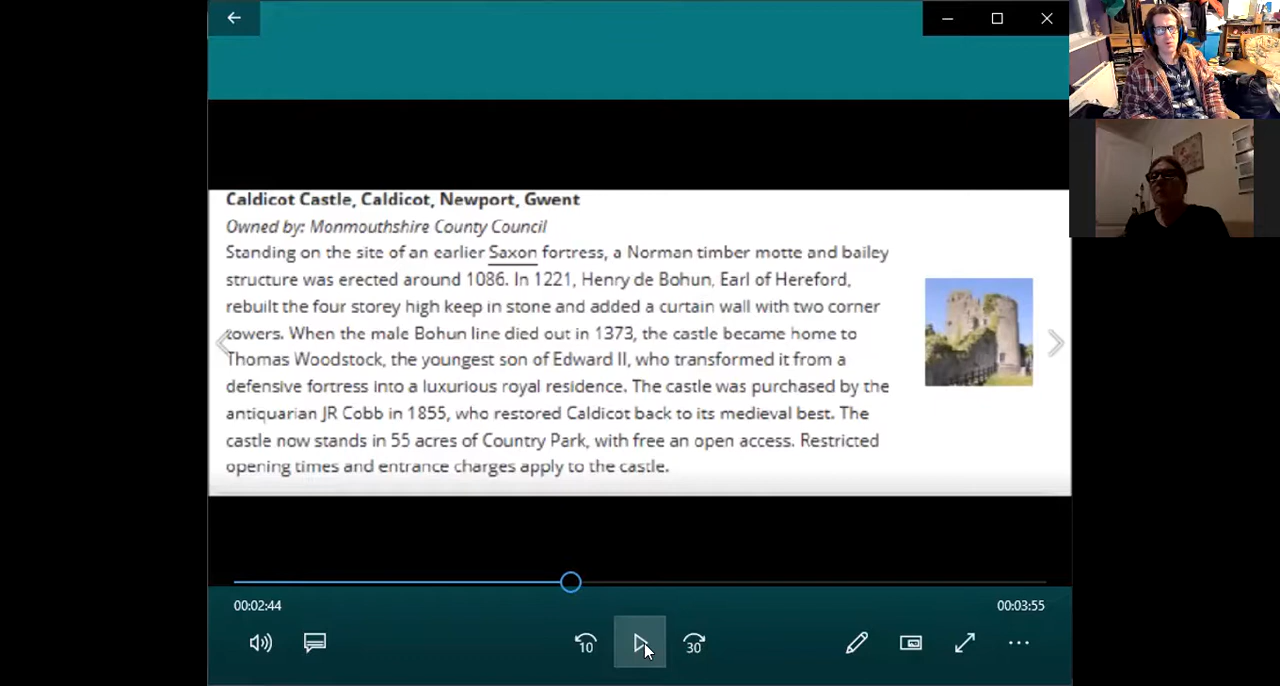 Caldicot Castle, Caldicot, Newport, Gwent
Owned by: Monmouthshire County Council
Standing on the site of an earlier Saxon fortress, a Norman timber motte and bailey
structure was erected around 1086. In 1221, Henry de Bohun, Earl of Hereford,
rebuilt the four storey high keep in stone and added a curtain wall with two corner
towers. When the male Bohun line died out in 1373, the castle became home to
Thomas Woodstock, the youngest son of Edward II, who transformed it from a
defensive fortress into a luxurious royal residence. The castle was purchased by the
antiquarian JR Cobb in 1855, who restored Caldicot back to its medieval best. The
castle now stands in 55 acres of Country Park, with free an open access. Restricted
opening times and entrance charges apply to the castle.
00:02:44
00:03:55
10
30